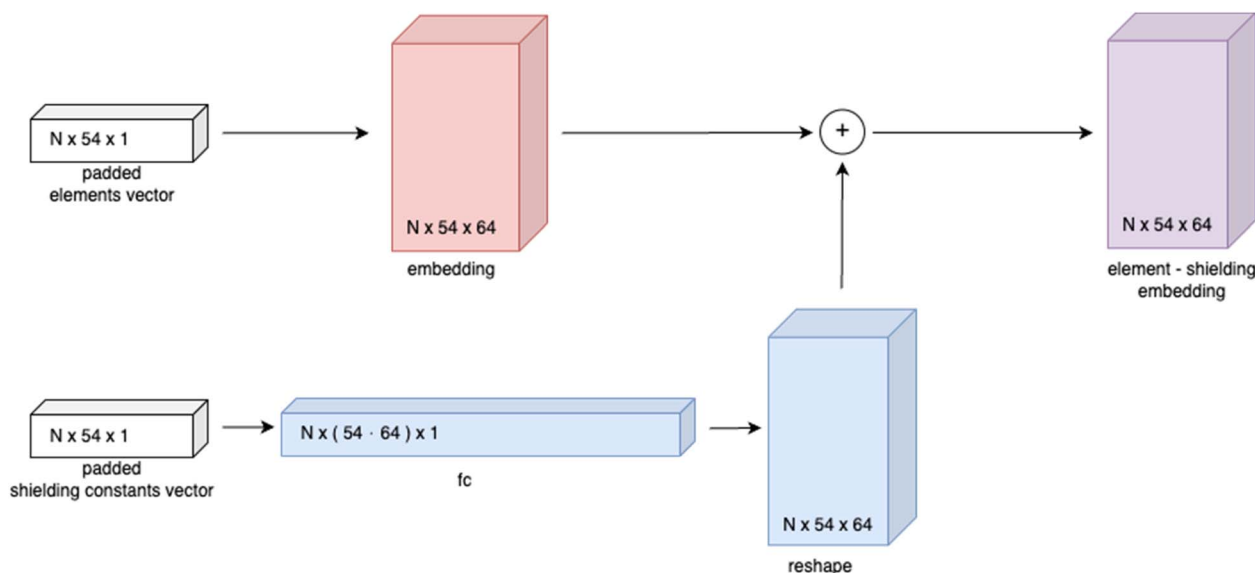 N x 54 x 1
padded
elements vector
N x 54 x 64
embedding
+
N x 54 x 64
element - shielding
embedding
N x 54 x 1
padded
shielding constants vector
N x ( 54 · 64 ) x 1
fc
N x 54 x 64
reshape